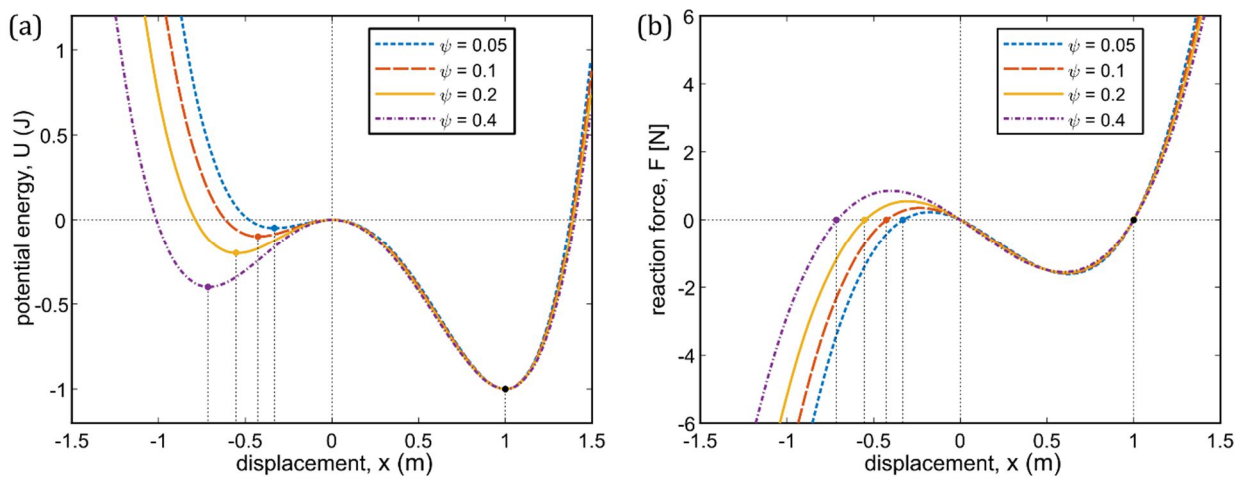 (a)
potential energy, U (J)
1
0.5
0
-0.5
-1
ψ = 0.05
ψ = 0.1
ψ = 0.2
ψ = 0.4
-1.5 -1 -0.5 0 0.5 1 1.5
displacement, x (m)
(b)
reaction force, F [N]
6
4
2
0
-2
-4
-6
ψ = 0.05
ψ = 0.1
ψ = 0.2
ψ = 0.4
-1.5 -1 -0.5 0 0.5 1 1.5
displacement, x (m)